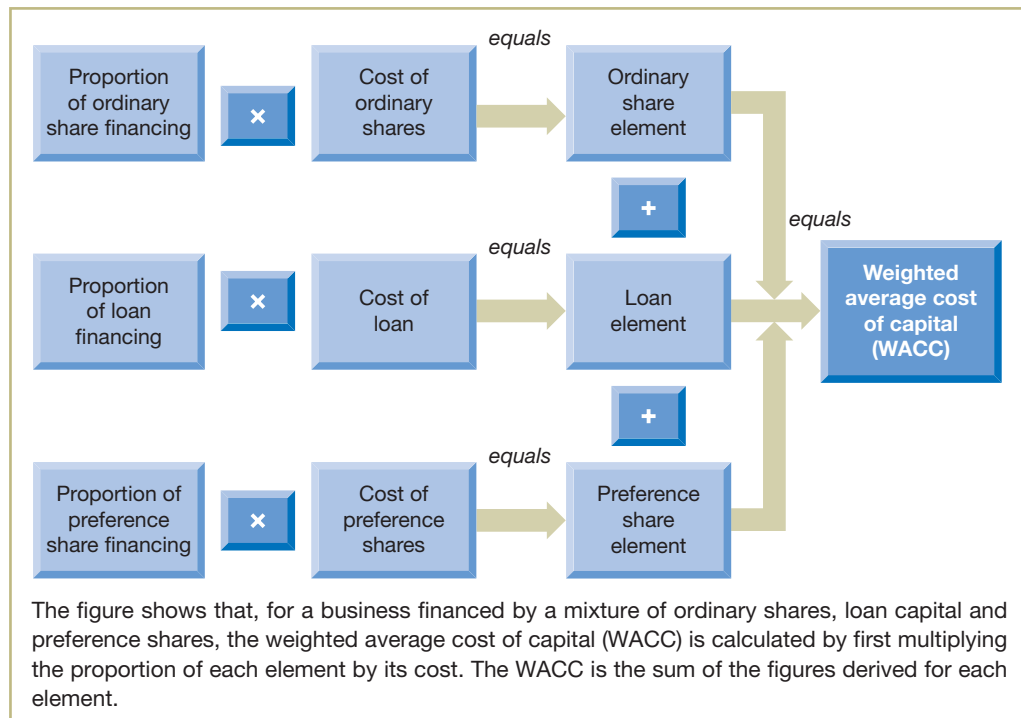 equals
Proportion
of ordinary
share financing
×
Cost of
ordinary
shares
Ordinary
share
element
+
equals
equals
Proportion
of loan
financing
×
Cost of
loan
Loan
element
Weighted
average cost
of capital
(WACC)
+
equals
Proportion of
preference
share financing
×
Cost of
preference
shares
Preference
share
element
The figure shows that, for a business financed by a mixture of ordinary shares, loan capital and
preference shares, the weighted average cost of capital (WACC) is calculated by first multiplying
the proportion of each element by its cost. The WACC is the sum of the figures derived for each
element.